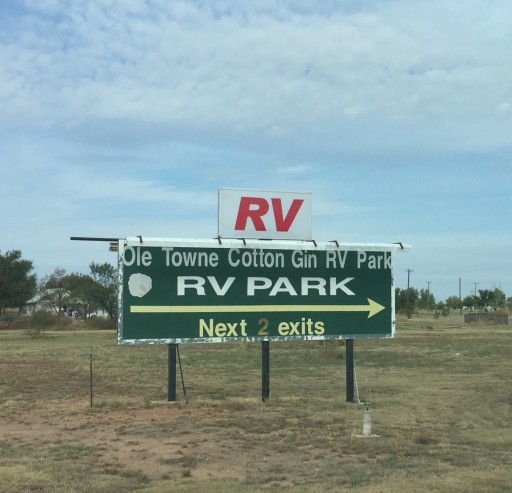 RV
Ole Towne Cotton Gin RV Park
RV PARK
Next 2 exits